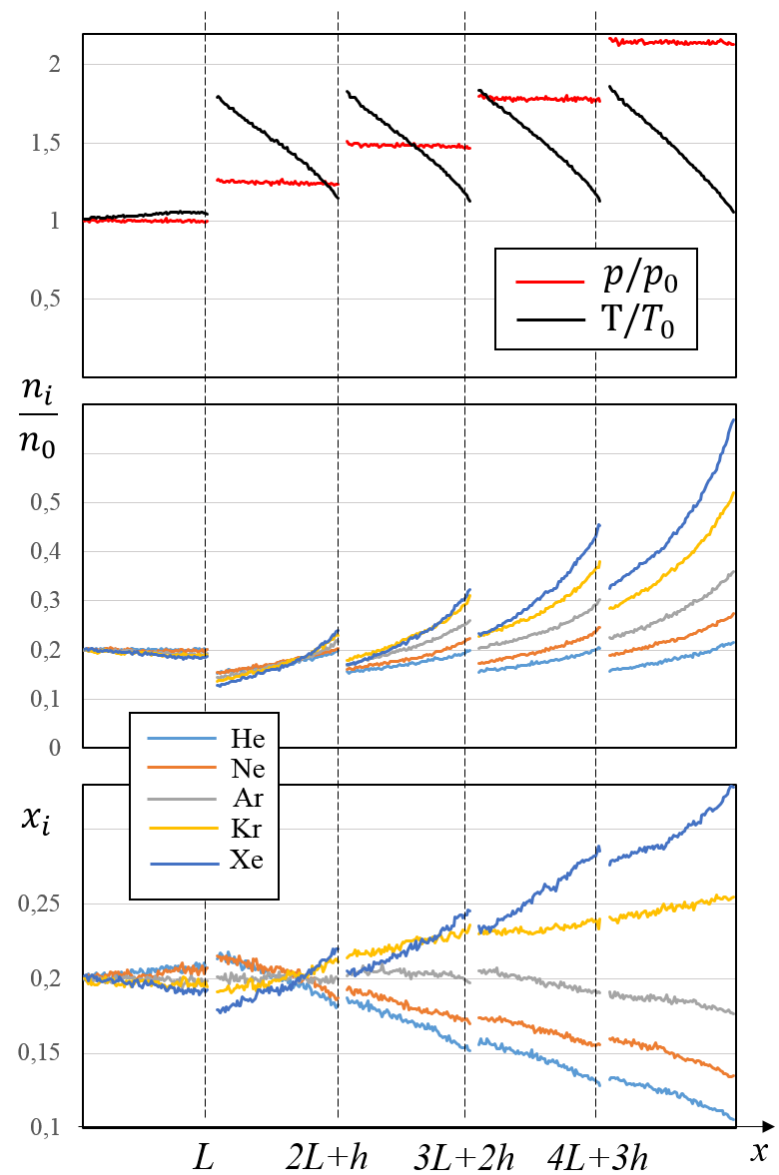 2
1,5
1
0,5
p/p₀
T/T₀
nᵢ/n₀
0,5
0,4
0,3
0,2
0,1
0
He
Ne
Ar
Kr
Xe
xᵢ
0,25
0,2
0,15
0,1
L
2L+h
3L+2h
4L+3h
x